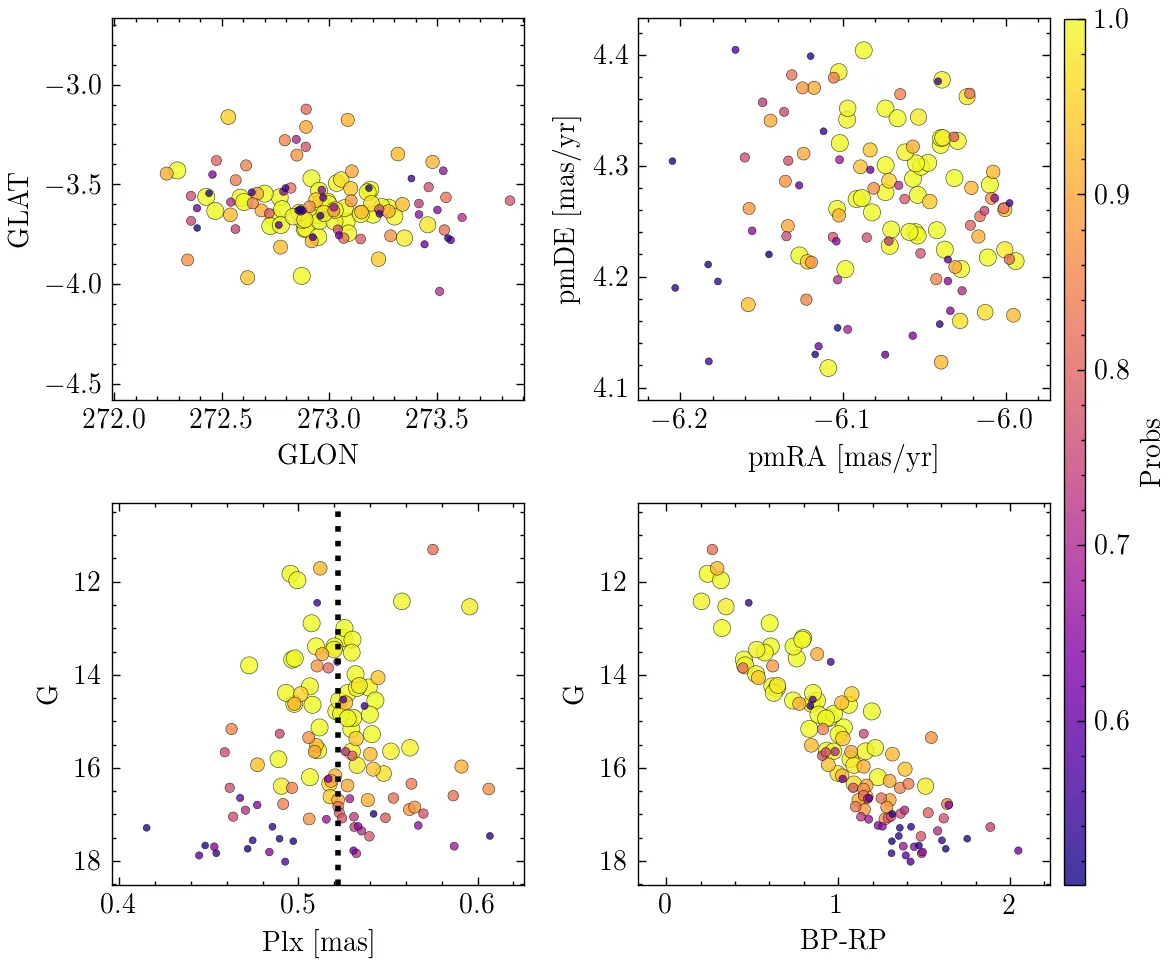 −3.0
−3.5
−4.0
−4.5
GLAT
272.0 272.5 273.0 273.5
GLON
4.4
4.3
4.2
4.1
pmDE [mas/yr]
−6.2 −6.1 −6.0
pmRA [mas/yr]
12
14
16
18
G
0.4 0.5 0.6
Plx [mas]
12
14
16
18
G
0 1 2
BP-RP
1.0
0.9
0.8
0.7
0.6
Probs